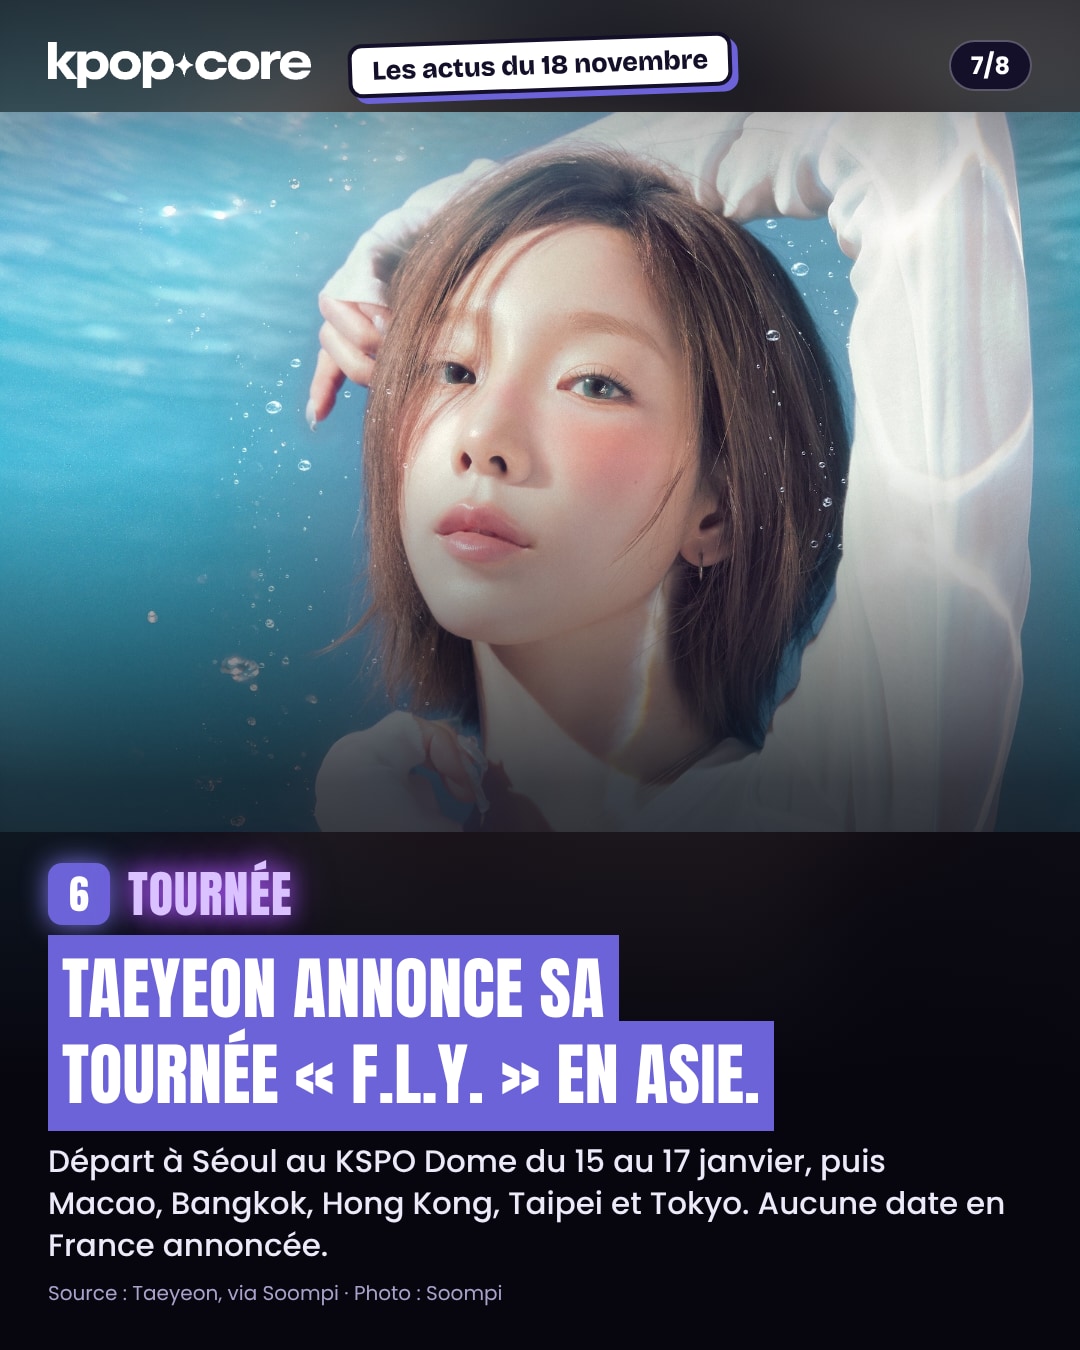 kpop✦core
Les actus du 18 novembre
7/8
6 TOURNÉE
TAEYEON ANNONCE SA
TOURNÉE « F.L.Y. » EN ASIE.
Départ à Séoul au KSPO Dome du 15 au 17 janvier, puis
Macao, Bangkok, Hong Kong, Taipei et Tokyo. Aucune date en
France annoncée.
Source : Taeyeon, via Soompi · Photo : Soompi